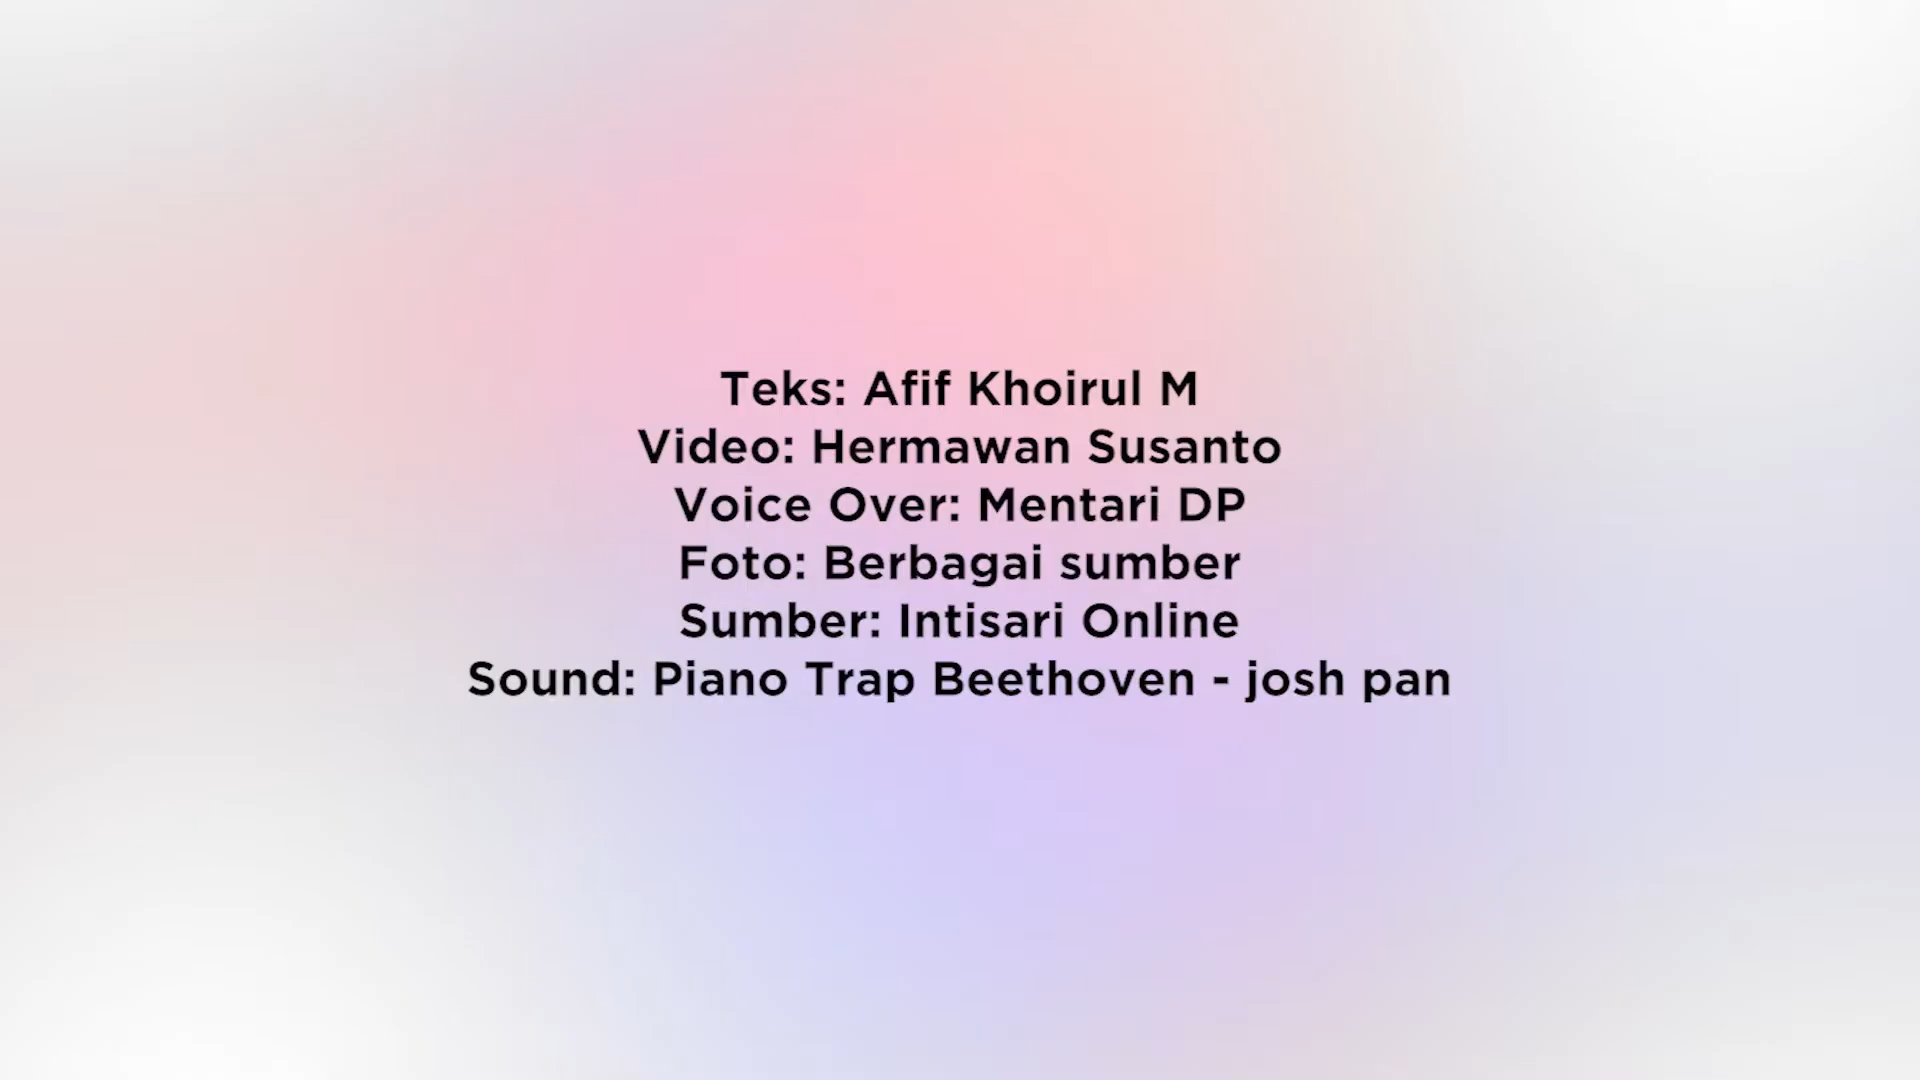 Teks: Afif Khoirul M
Video: Hermawan Susanto
Voice Over: Mentari DP
Foto: Berbagai sumber
Sumber: Intisari Online
Sound: Piano Trap Beethoven - josh pan